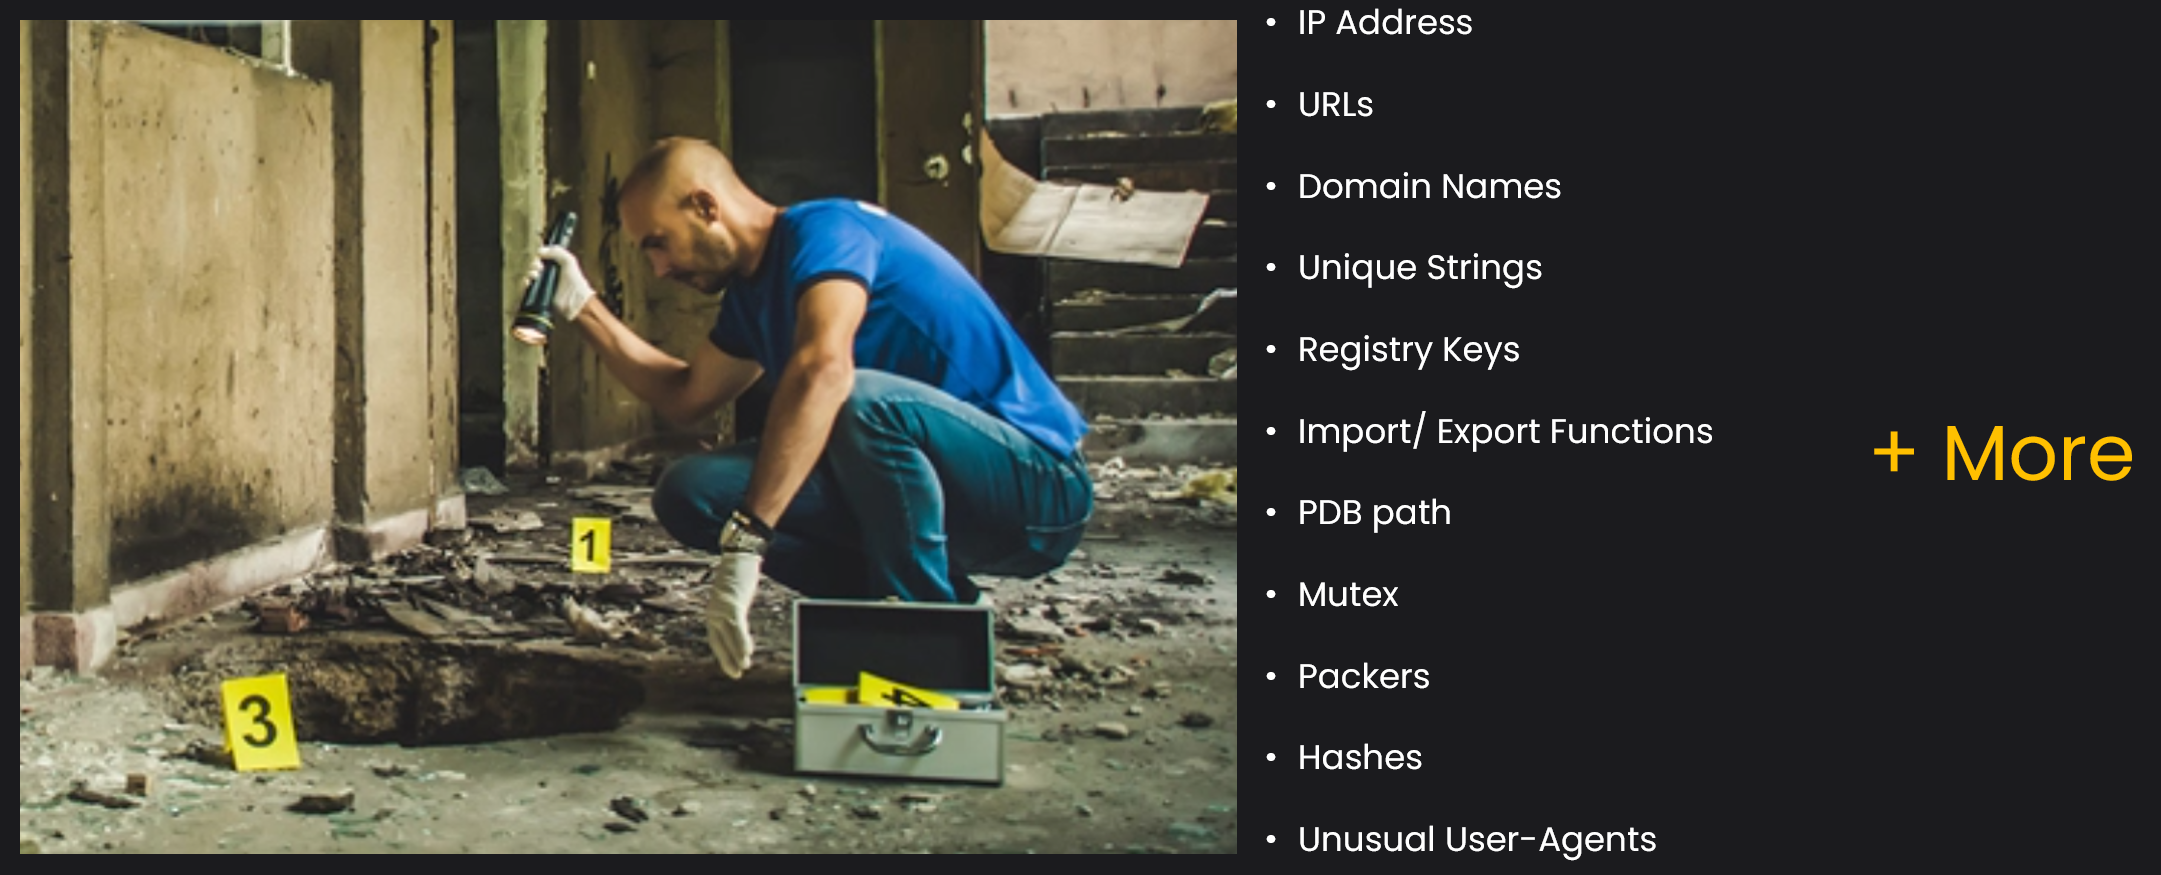 • IP Address
• URLs
• Domain Names
• Unique Strings
• Registry Keys
• Import/ Export Functions
• PDB path
• Mutex
• Packers
• Hashes
• Unusual User-Agents
+ More
1
3
4